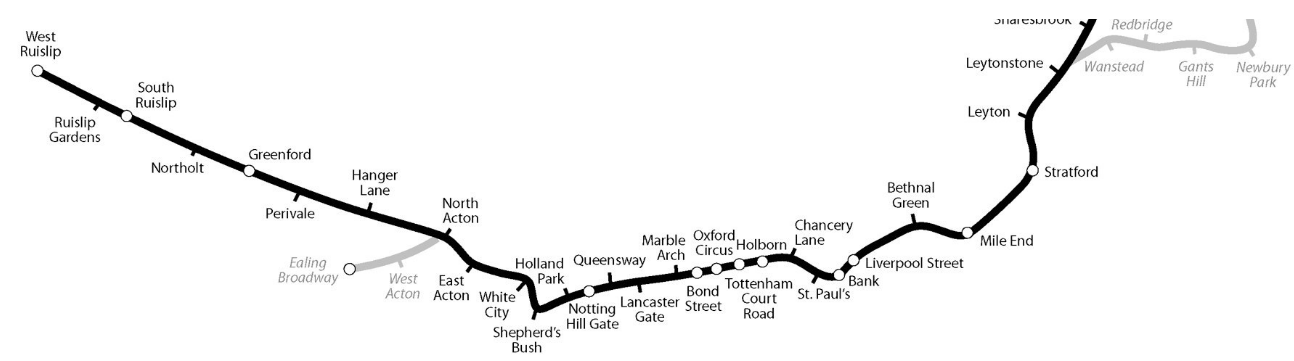 West
Ruislip
Ruislip
Gardens
South
Ruislip
Northolt
Greenford
Perivale
Hanger
Lane
North
Acton
Ealing
Broadway
West
Acton
East
Acton
White
City
Shepherd's
Bush
Holland
Park
Notting
Hill Gate
Queensway
Lancaster
Gate
Marble
Arch
Bond
Street
Oxford
Circus
Tottenham
Court
Road
Holborn
Chancery
Lane
St. Paul's
Bank
Liverpool Street
Bethnal
Green
Mile End
Stratford
Leyton
Leytonstone
Snaresbrook
Wanstead
Redbridge
Gants
Hill
Newbury
Park